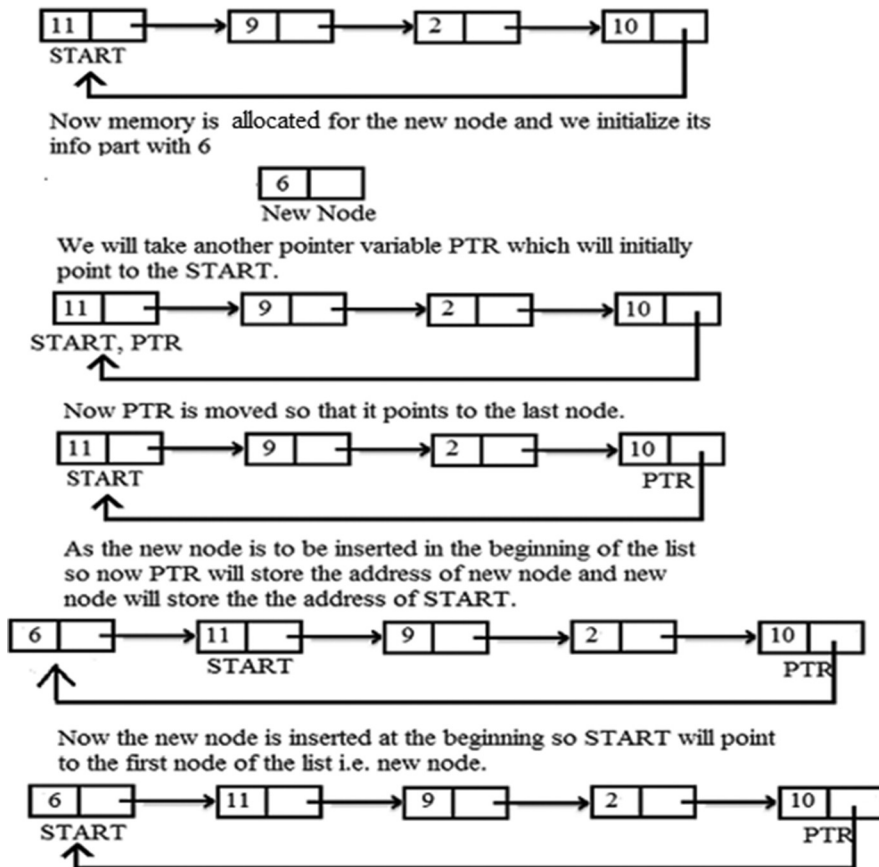 11 9 2 10
START
Now memory is allocated for the new node and we initialize its
info part with 6
6
New Node
We will take another pointer variable PTR which will initially
point to the START.
11 9 2 10
START, PTR
Now PTR is moved so that it points to the last node.
11 9 2 10
START PTR
As the new node is to be inserted in the beginning of the list
so now PTR will store the address of new node and new
node will store the the address of START.
6 11 9 2 10
START PTR
Now the new node is inserted at the beginning so START will point
to the first node of the list i.e. new node.
6 11 9 2 10
START PTR